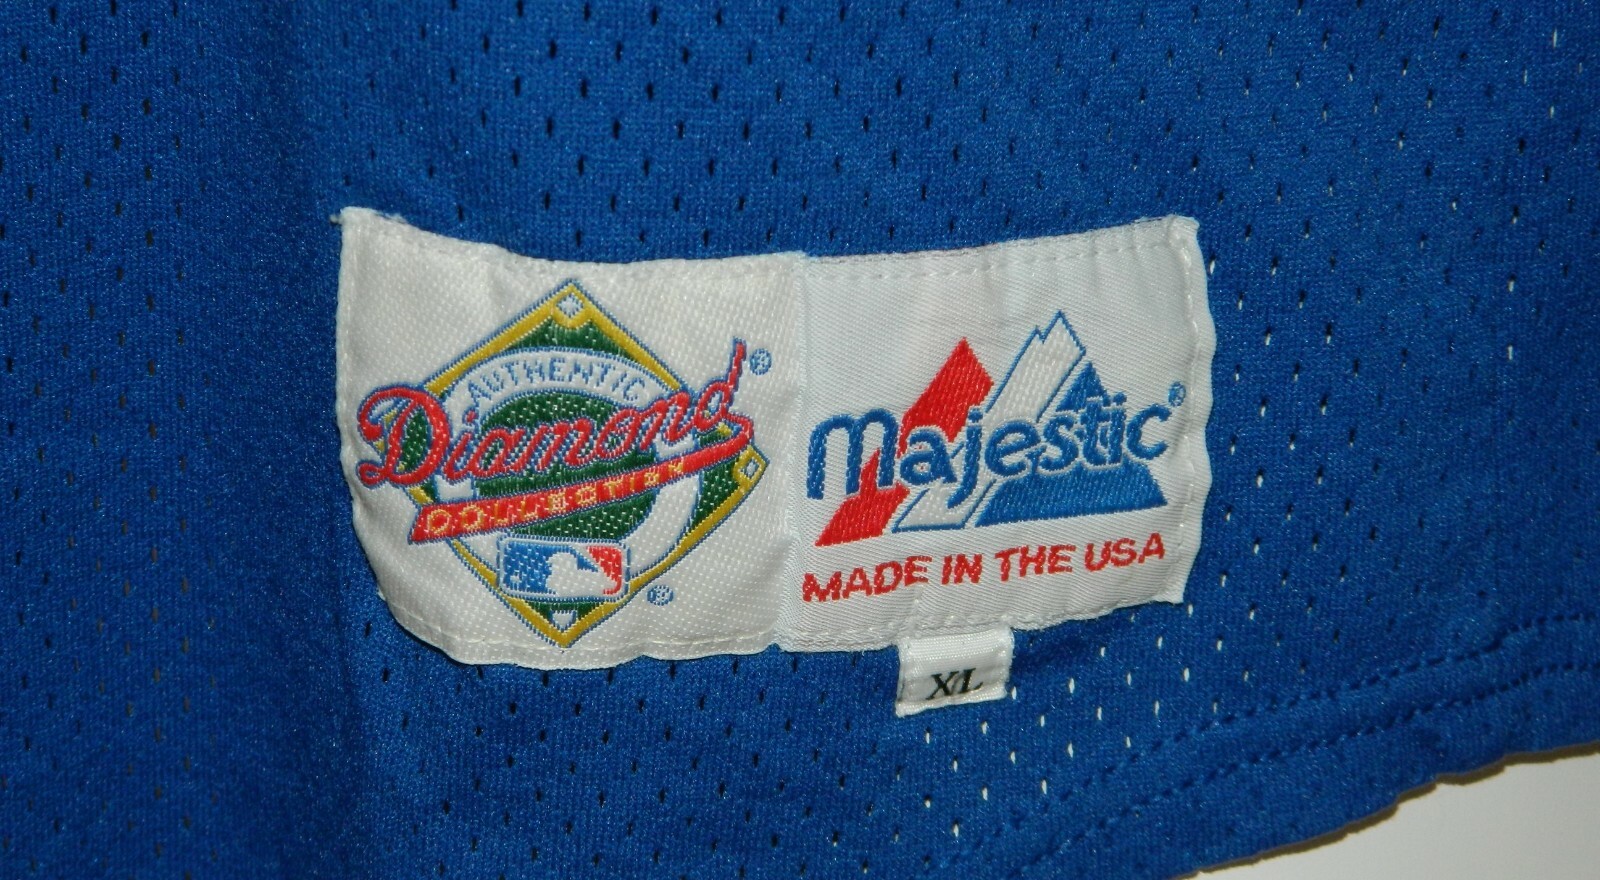 AUTHENTIC
Diamond®
COLLECTION
®
Majestic®
MADE IN THE USA
XL